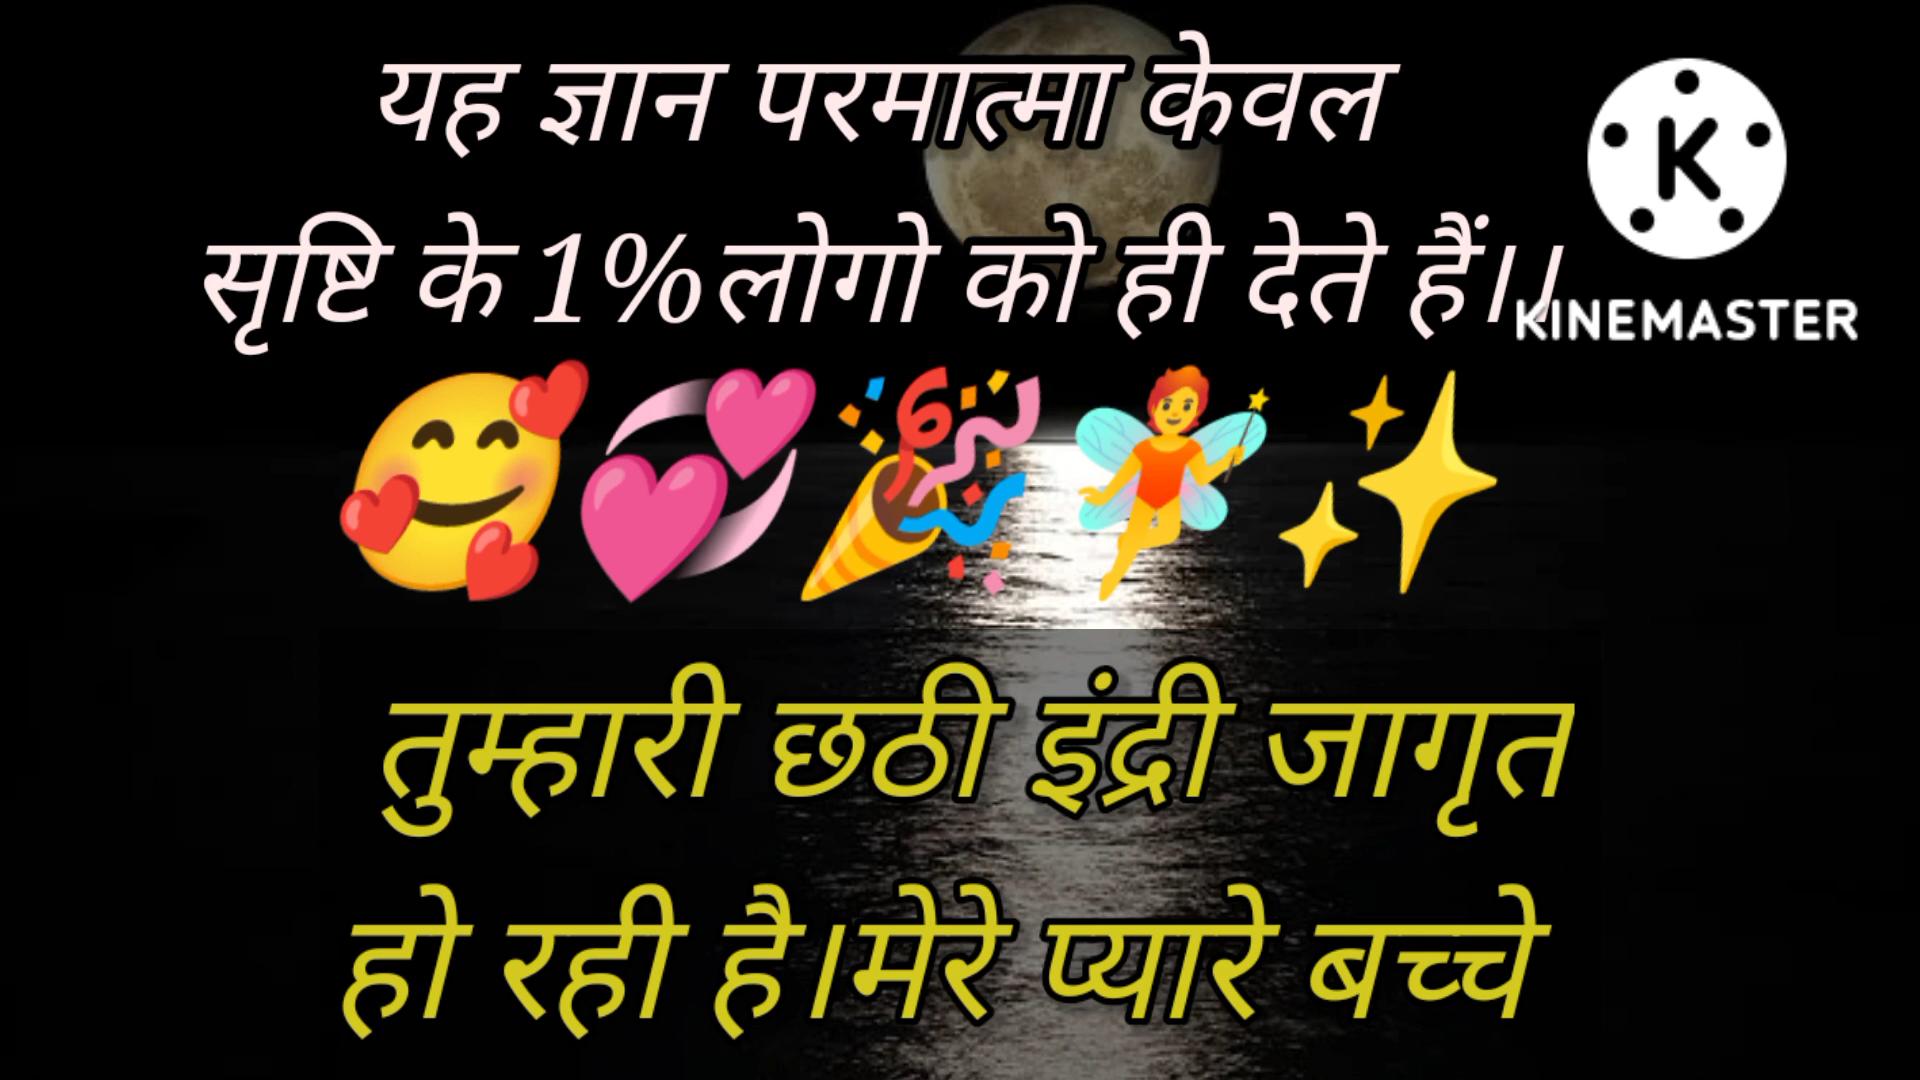 यह ज्ञान परमात्मा केवल
सृष्टि के 1%लोगो को ही देते हैं।।
K
KINEMASTER
तुम्हारी छठी इंद्री जागृत
हो रही है।मेरे प्यारे बच्चे